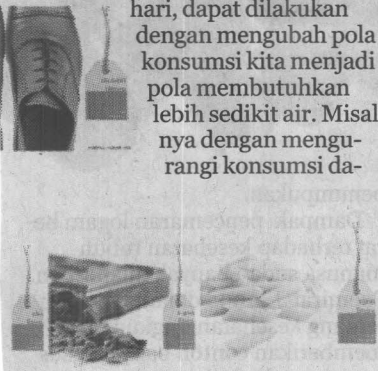 hari, dapat dilakukan
dengan mengubah pola
konsumsi kita menjadi
pola membutuhkan
lebih sedikit air. Misal
nya dengan mengu-
rangi konsumsi da-